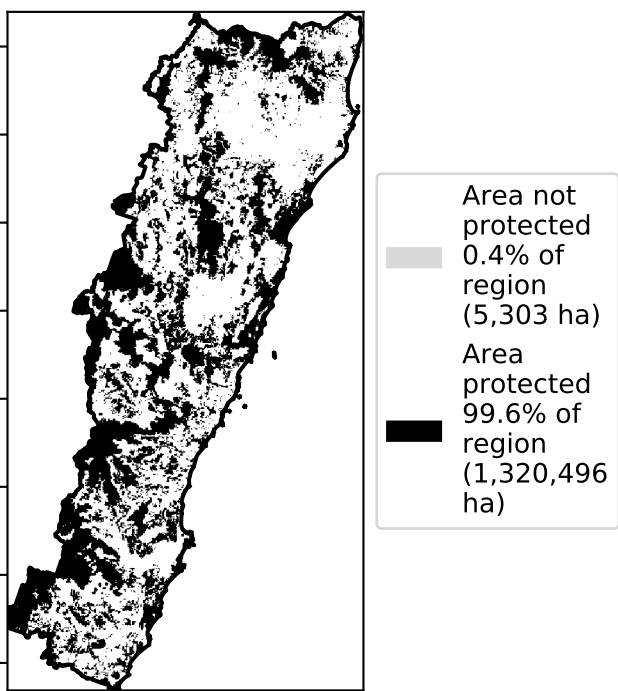 Area not
protected
0.4% of
region
(5,303 ha)
Area
protected
99.6% of
region
(1,320,496
ha)